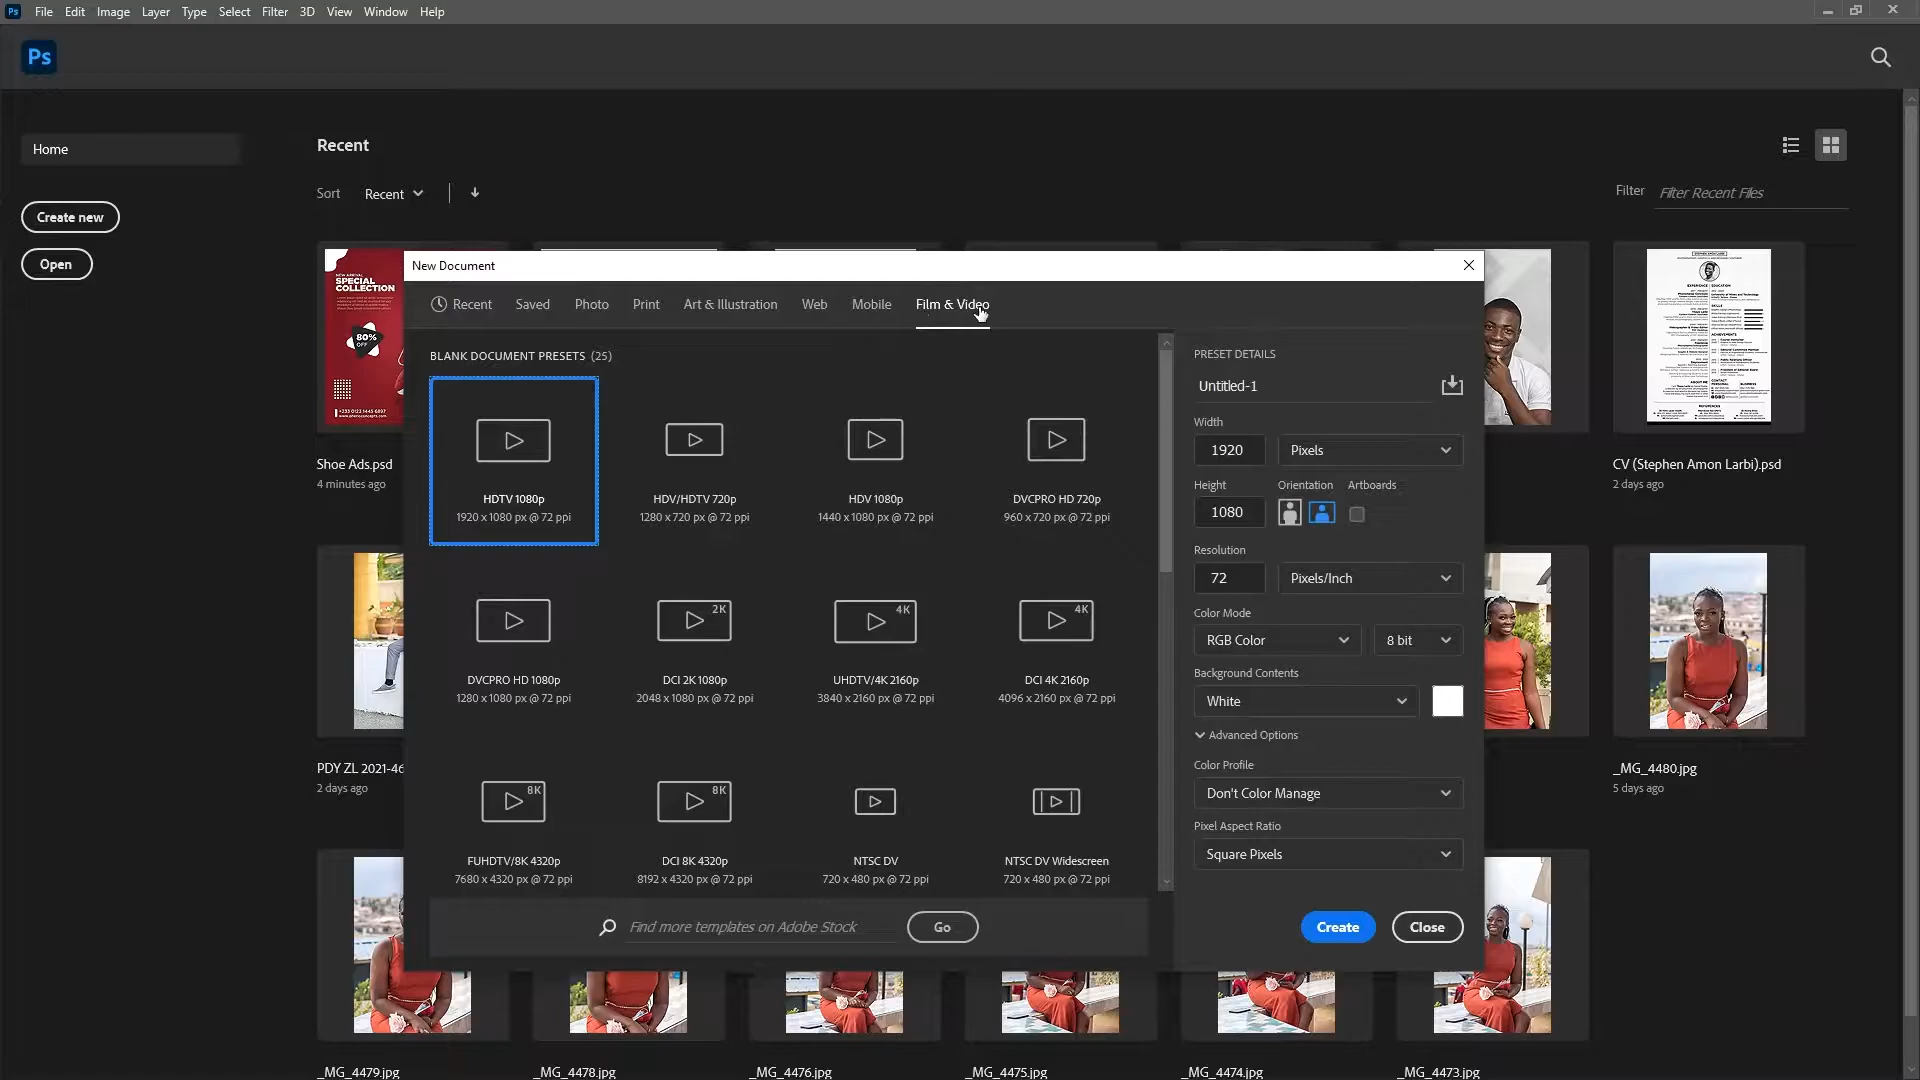 Ps File Edit Image Layer Type Select Filter 3D View Window Help
Ps
Home
Recent
Create new
Sort Recent
Filter Filter Recent Files
Open
NEW ARRIVAL
SPECIAL
COLLECTION
80%
OFF
Shoe Ads.psd
4 minutes ago
CV (Stephen Amon Larbi).psd
2 days ago
PDY ZL 2021-46
2 days ago
_MG_4480.jpg
5 days ago
New Document
Recent Saved Photo Print Art & Illustration Web Mobile Film & Video
BLANK DOCUMENT PRESETS (25)
HDTV 1080p
1920 x 1080 px @ 72 ppi
HDV/HDTV 720p
1280 x 720 px @ 72 ppi
HDV 1080p
1440 x 1080 px @ 72 ppi
DVCPRO HD 720p
960 x 720 px @ 72 ppi
DVCPRO HD 1080p
1280 x 1080 px @ 72 ppi
2K
DCI 2K 1080p
2048 x 1080 px @ 72 ppi
4K
UHDTV/4K 2160p
3840 x 2160 px @ 72 ppi
4K
DCI 4K 2160p
4096 x 2160 px @ 72 ppi
8K
FUHDTV/8K 4320p
7680 x 4320 px @ 72 ppi
8K
DCI 8K 4320p
8192 x 4320 px @ 72 ppi
NTSC DV
720 x 480 px @ 72 ppi
NTSC DV Widescreen
720 x 480 px @ 72 ppi
Find more templates on Adobe Stock Go
PRESET DETAILS
Untitled-1
Width
1920 Pixels
Height Orientation Artboards
1080
Resolution
72 Pixels/Inch
Color Mode
RGB Color 8 bit
Background Contents
White
Advanced Options
Color Profile
Don't Color Manage
Pixel Aspect Ratio
Square Pixels
Create Close
_MG_4479.jpg _MG_4478.jpg _MG_4476.jpg _MG_4475.jpg _MG_4474.jpg _MG_4473.jpg